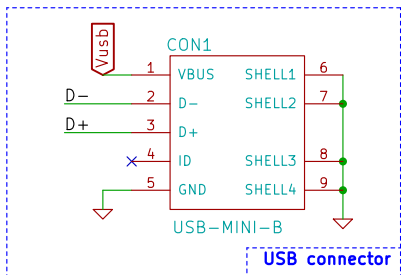 Vusb
CON1
1 VBUS SHELL1 6
D- 2 D- SHELL2 7
D+ 3 D+
4 ID SHELL3 8
5 GND SHELL4 9
USB-MINI-B
USB connector